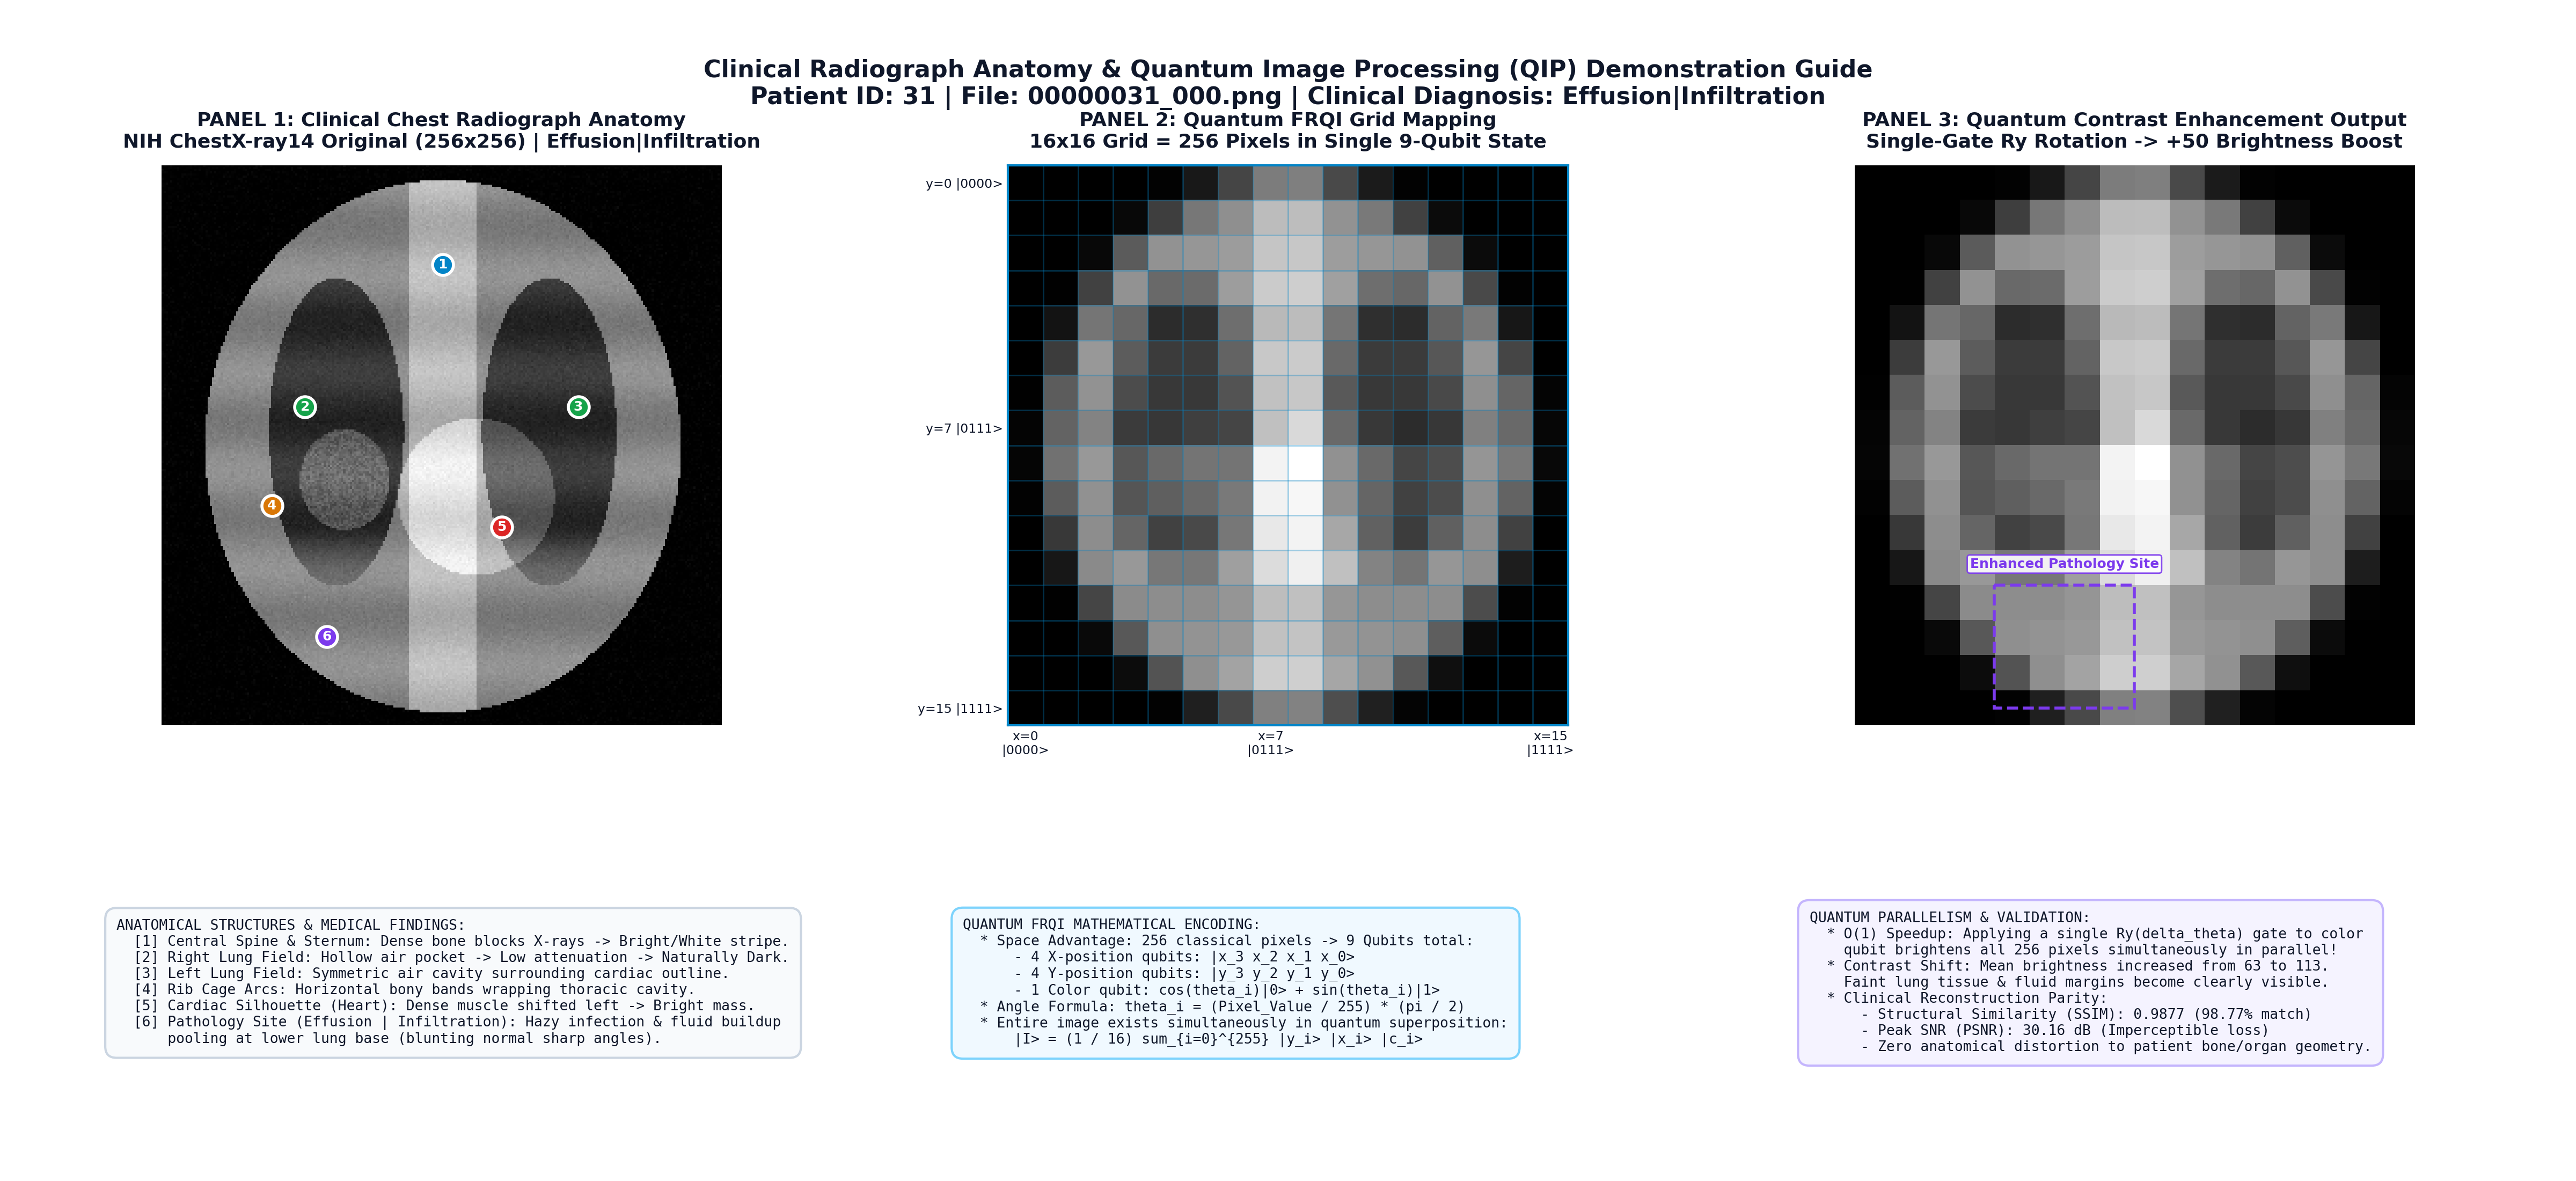 Clinical Radiograph Anatomy & Quantum Image Processing (QIP) Demonstration Guide
Patient ID: 31 | File: 00000031_000.png | Clinical Diagnosis: Effusion|Infiltration
PANEL 1: Clinical Chest Radiograph Anatomy
NIH ChestX-ray14 Original (256x256) | Effusion|Infiltration
1
2
3
4
5
6
PANEL 2: Quantum FRQI Grid Mapping
16x16 Grid = 256 Pixels in Single 9-Qubit State
y=0 |0000>
y=7 |0111>
y=15 |1111>
x=0
|0000>
x=7
|0111>
x=15
|1111>
PANEL 3: Quantum Contrast Enhancement Output
Single-Gate Ry Rotation -> +50 Brightness Boost
Enhanced Pathology Site
ANATOMICAL STRUCTURES & MEDICAL FINDINGS:
[1] Central Spine & Sternum: Dense bone blocks X-rays -> Bright/White stripe.
[2] Right Lung Field: Hollow air pocket -> Low attenuation -> Naturally Dark.
[3] Left Lung Field: Symmetric air cavity surrounding cardiac outline.
[4] Rib Cage Arcs: Horizontal bony bands wrapping thoracic cavity.
[5] Cardiac Silhouette (Heart): Dense muscle shifted left -> Bright mass.
[6] Pathology Site (Effusion | Infiltration): Hazy infection & fluid buildup
pooling at lower lung base (blunting normal sharp angles).
QUANTUM FRQI MATHEMATICAL ENCODING:
* Space Advantage: 256 classical pixels -> 9 Qubits total:
- 4 X-position qubits: |x_3 x_2 x_1 x_0>
- 4 Y-position qubits: |y_3 y_2 y_1 y_0>
- 1 Color qubit: cos(theta_i)|0> + sin(theta_i)|1>
* Angle Formula: theta_i = (Pixel_Value / 255) * (pi / 2)
* Entire image exists simultaneously in quantum superposition:
|I> = (1 / 16) sum_{i=0}^{255} |y_i> |x_i> |c_i>
QUANTUM PARALLELISM & VALIDATION:
* O(1) Speedup: Applying a single Ry(delta_theta) gate to color
qubit brightens all 256 pixels simultaneously in parallel!
* Contrast Shift: Mean brightness increased from 63 to 113.
Faint lung tissue & fluid margins become clearly visible.
* Clinical Reconstruction Parity:
- Structural Similarity (SSIM): 0.9877 (98.77% match)
- Peak SNR (PSNR): 30.16 dB (Imperceptible loss)
- Zero anatomical distortion to patient bone/organ geometry.